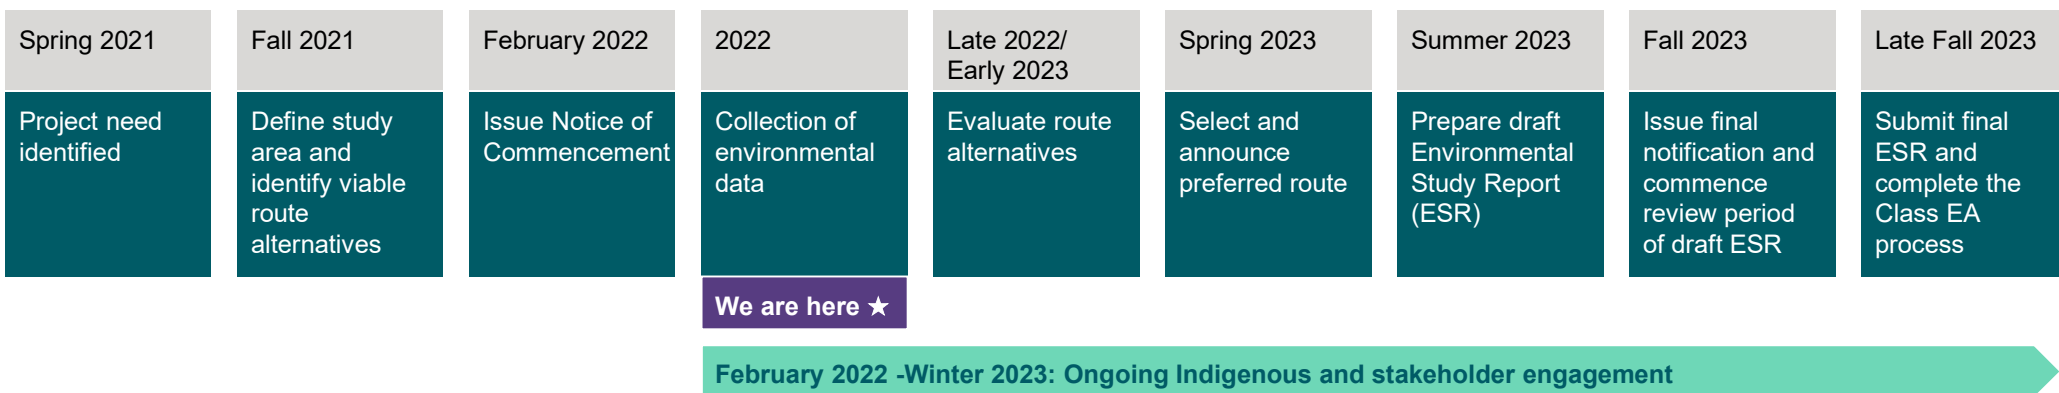 Spring 2021
Project need
identified
Fall 2021
Define study
area and
identify viable
route
alternatives
February 2022
Issue Notice of
Commencement
2022
Collection of
environmental
data
We are here ★
Late 2022/
Early 2023
Evaluate route
alternatives
Spring 2023
Select and
announce
preferred route
Summer 2023
Prepare draft
Environmental
Study Report
(ESR)
Fall 2023
Issue final
notification and
commence
review period
of draft ESR
Late Fall 2023
Submit final
ESR and
complete the
Class EA
process
February 2022 -Winter 2023: Ongoing Indigenous and stakeholder engagement